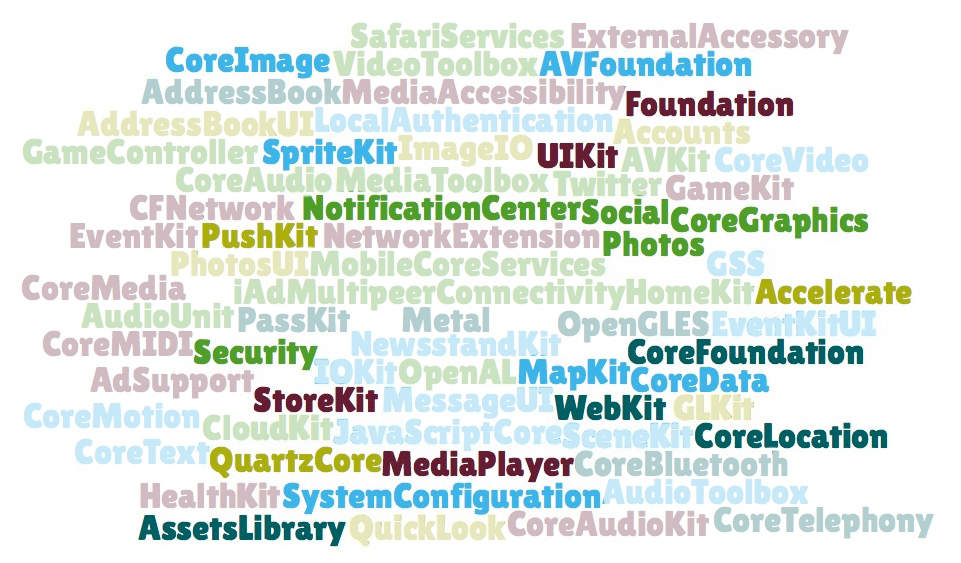 SafariServices ExternalAccessory
CoreImage VideoToolbox AVFoundation
AddressBook MediaAccessibility Foundation
AddressBookUI LocalAuthentication Accounts
GameController SpriteKit ImageIO UIKit AVKit CoreVideo
CoreAudio MediaToolbox Twitter GameKit
CFNetwork NotificationCenter Social CoreGraphics
EventKit PushKit NetworkExtension Photos
PhotosUI MobileCoreServices GSS
CoreMedia iAd MultipeerConnectivity HomeKit Accelerate
AudioUnit PassKit Metal OpenGLES EventKitUI
CoreMIDI Security NewsstandKit CoreFoundation
AdSupport IOKit OpenAL MapKit CoreData
StoreKit MessageUI WebKit GLKit
CoreMotion CloudKit JavaScriptCore SceneKit CoreLocation
CoreText QuartzCore MediaPlayer CoreBluetooth
HealthKit SystemConfiguration AudioToolbox
AssetsLibrary QuickLook CoreAudioKit CoreTelephony